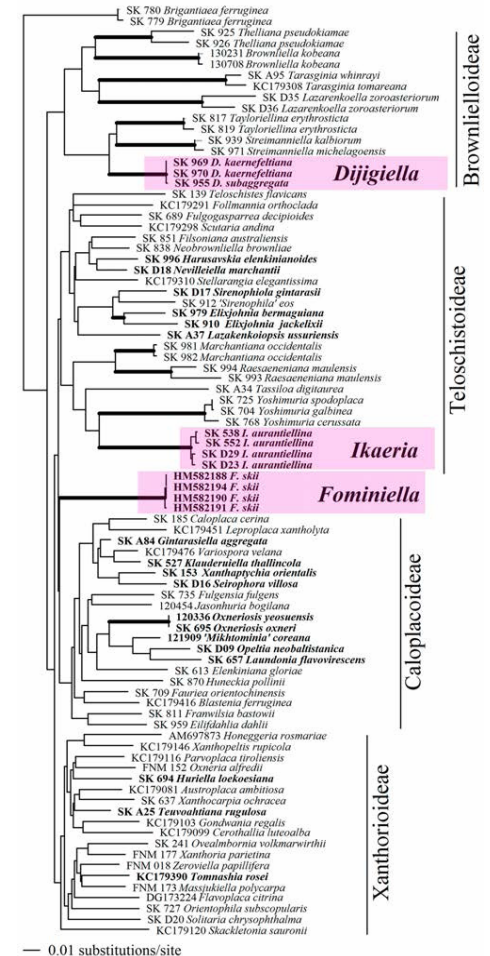 SK 780 Brigantiaea ferruginea
SK 779 Brigantiaea ferruginea
SK 925 Thelliana pseudokiamae
SK 926 Thelliana pseudokiamae
130231 Brownliella kobeana
130708 Brownliella kobeana
SK A95 Tarasginia whinrayi
KC179308 Tarasginia tomareana
SK D35 Lazarenkoella zoroasteriorum
SK D36 Lazarenkoella zoroasteriorum
SK 817 Tayloriellina erythrosticta
SK 819 Tayloriellina erythrosticta
SK 939 Streimanniella kalbiorum
SK 971 Streimanniella michelagoensis
SK 969 D. kaernefeltiana
SK 970 D. kaernefeltiana
SK 955 D. subaggregata
Dijigiella
Brownlielloideae
SK 139 Teloschistes flavicans
KC179291 Follmannia orthoclada
SK 689 Fulgogasparrea decipioides
KC179298 Scutaria andina
SK 851 Filsoniana australiensis
SK 838 Neobrownliella brownliae
SK 996 Harusavskia elenkinianoides
SK D18 Nevilleiella marchantii
KC179310 Stellarangia elegantissima
SK D17 Sirenophiola gintarasii
SK 912 'Sirenophila' eos
SK 979 Elixjohnia bermaguiana
SK 910 Elixjohnia jackelixii
SK A37 Lazakenkoiopsis ussuriensis
SK 981 Marchantiana occidentalis
SK 982 Marchantiana occidentalis
SK 994 Raesaeneniana maulensis
SK 993 Raesaeneniana maulensis
SK A34 Tassiloa digitaurea
SK 725 Yoshimuria spodoplaca
SK 704 Yoshimuria galbinea
SK 768 Yoshimuria cerussata
SK 538 I. aurantiellina
SK 552 I. aurantiellina
SK D29 I. aurantiellina
SK D23 I. aurantiellina
Ikaeria
Teloschistoideae
HM582188 F. skii
HM582194 F. skii
HM582190 F. skii
HM582191 F. skii
Fominiella
SK 185 Caloplaca cerina
KC179451 Leproplaca xantholyta
SK A84 Gintarasiella aggregata
KC179476 Variospora velana
SK 527 Klauderuiella thallincola
SK 153 Xanthaptychia orientalis
SK D16 Seirophora villosa
SK 735 Fulgensia fulgens
120454 Jasonhuria bogilana
120336 Oxneriosis yeosuensis
SK 695 Oxneriosis oxneri
121909 'Mikhtominia' coreana
SK D09 Opeltia neobaltistanica
SK 657 Laundonia flavovirescens
SK 613 Elenkiniana gloriae
SK 870 Huneckia pollinii
SK 709 Fauriea orientochinensis
KC179416 Blastenia ferruginea
SK 811 Franwilsia bastowii
SK 959 Eilifdahlia dahlii
Caloplacoideae
AM697873 Honeggeria rosmariae
KC179146 Xanthopeltis rupicola
KC179116 Parvoplaca tiroliensis
FNM 152 Oxneria alfredii
SK 694 Huriella loekoesiana
KC179081 Austroplaca ambitiosa
SK 637 Xanthocarpia ochracea
SK A25 Teuvoahtiana rugulosa
KC179103 Gondwania regalis
KC179099 Cerothallia luteoalba
SK 241 Ovealmbornia volkmarwirthii
FNM 177 Xanthoria parietina
FNM 018 Zeroviella papillifera
KC179390 Tomnashia rosei
FNM 173 Massjukiella polycarpa
DG173224 Flavoplaca citrina
SK 727 Orientophila subscopularis
SK D20 Solitaria chrysophthalma
KC179120 Skackletonia sauronii
Xanthorioideae
0.01 substitutions/site